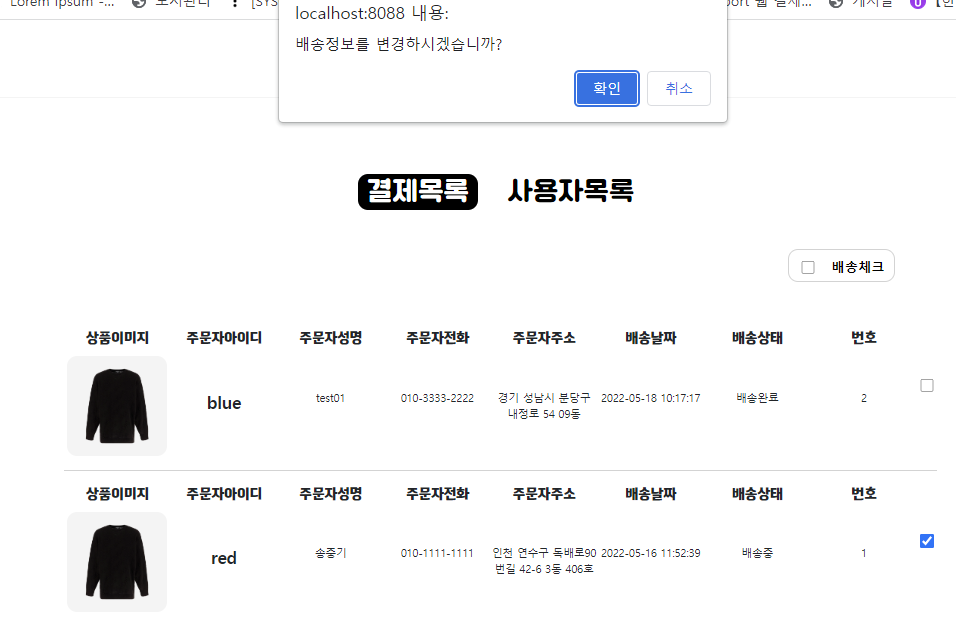 Lorem Ipsum -...
[SYS
localhost:8088 내용:
배송정보를 변경하시겠습니까?
확인 취소
결제목록 사용자목록
배송체크
상품이미지 주문자아이디 주문자성명 주문자전화 주문자주소 배송날짜 배송상태 번호
blue test01 010-3333-2222 경기 성남시 분당구 2022-05-18 10:17:17 배송완료 2
내정로 54 09동
상품이미지 주문자아이디 주문자성명 주문자전화 주문자주소 배송날짜 배송상태 번호
red 송중기 010-1111-1111 인천 연수구 독배로90 2022-05-16 11:52:39 배송중 1
번길 42-6 3동 406호